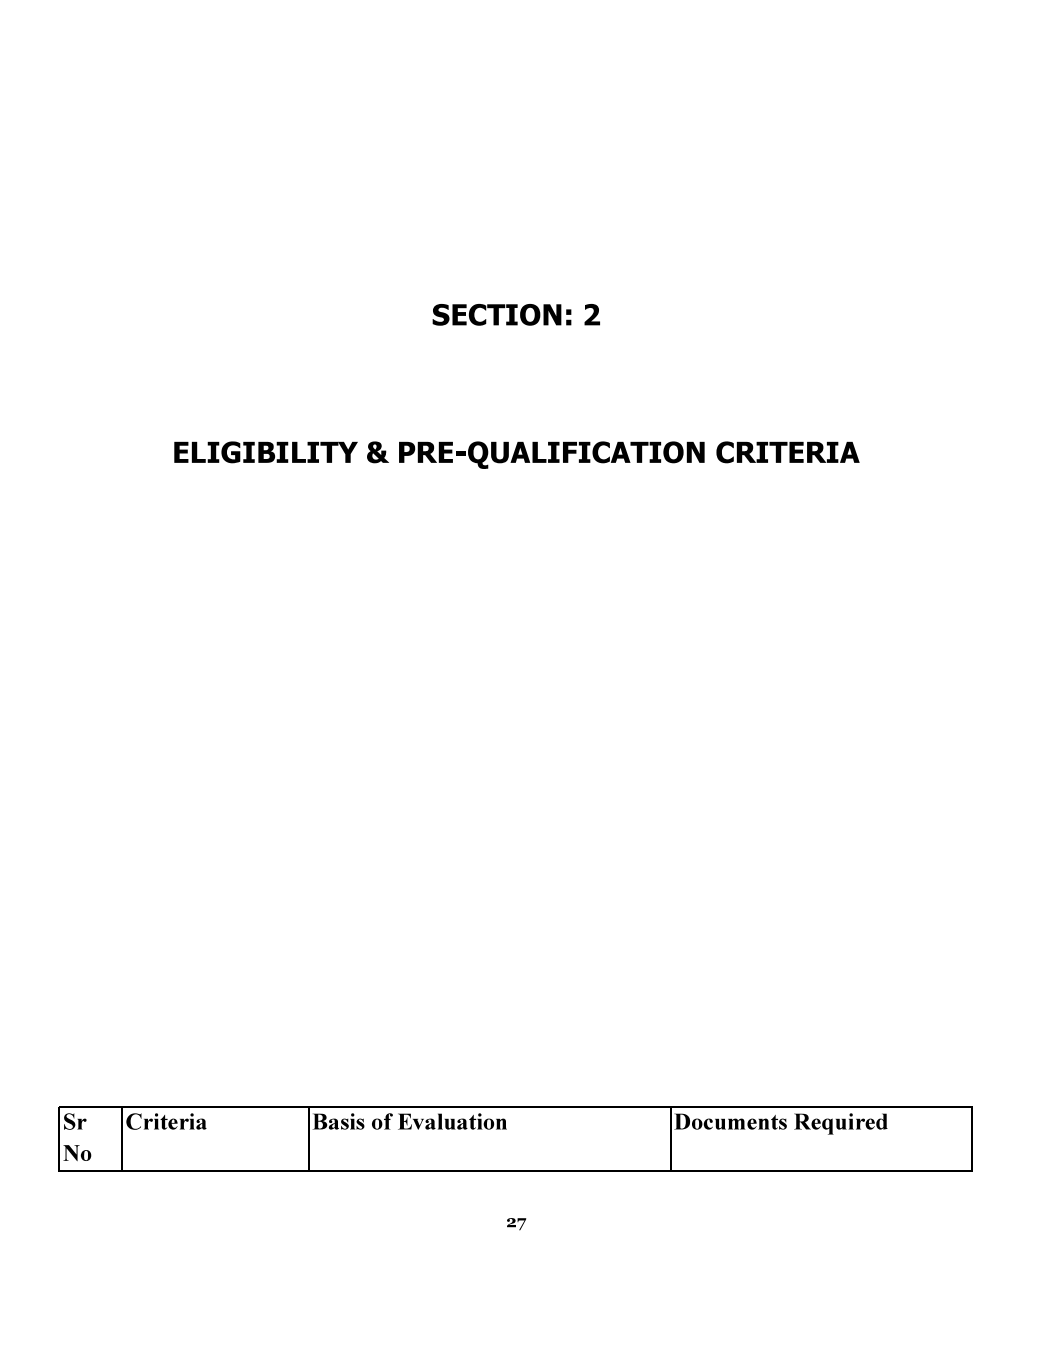 SECTION: 2
ELIGIBILITY & PRE-QUALIFICATION CRITERIA
Sr No
Criteria
Basis of Evaluation
Documents Required
27